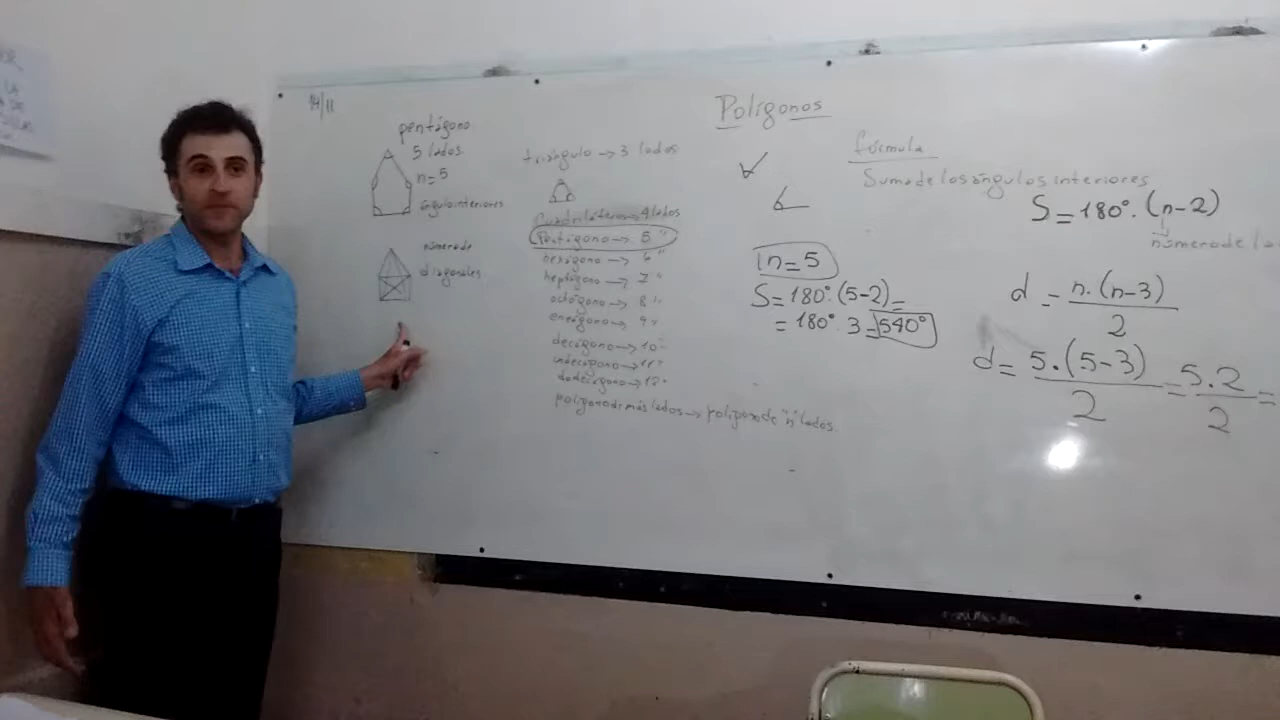 14/11
Polígonos
pentágono
5 lados
n=5
ángulo interiores
número de
diagonales
triángulo → 3 lados
Cuadrilátero → 4 lados
Pentágono → 5 "
hexágono → 6 "
heptágono → 7 "
octógono → 8 "
eneágono → 9 "
decágono → 10 "
undecágono → 11 "
dodecágono → 12 "
polígono de más lados → polígono de "n" lados
n=5
S=180°.(5-2)=
=180°.3=540°
fórmula
Suma de los ángulos interiores
S=180°.(n-2)
número de
d=n.(n-3)/2
d=5.(5-3)/2=5.2/2=